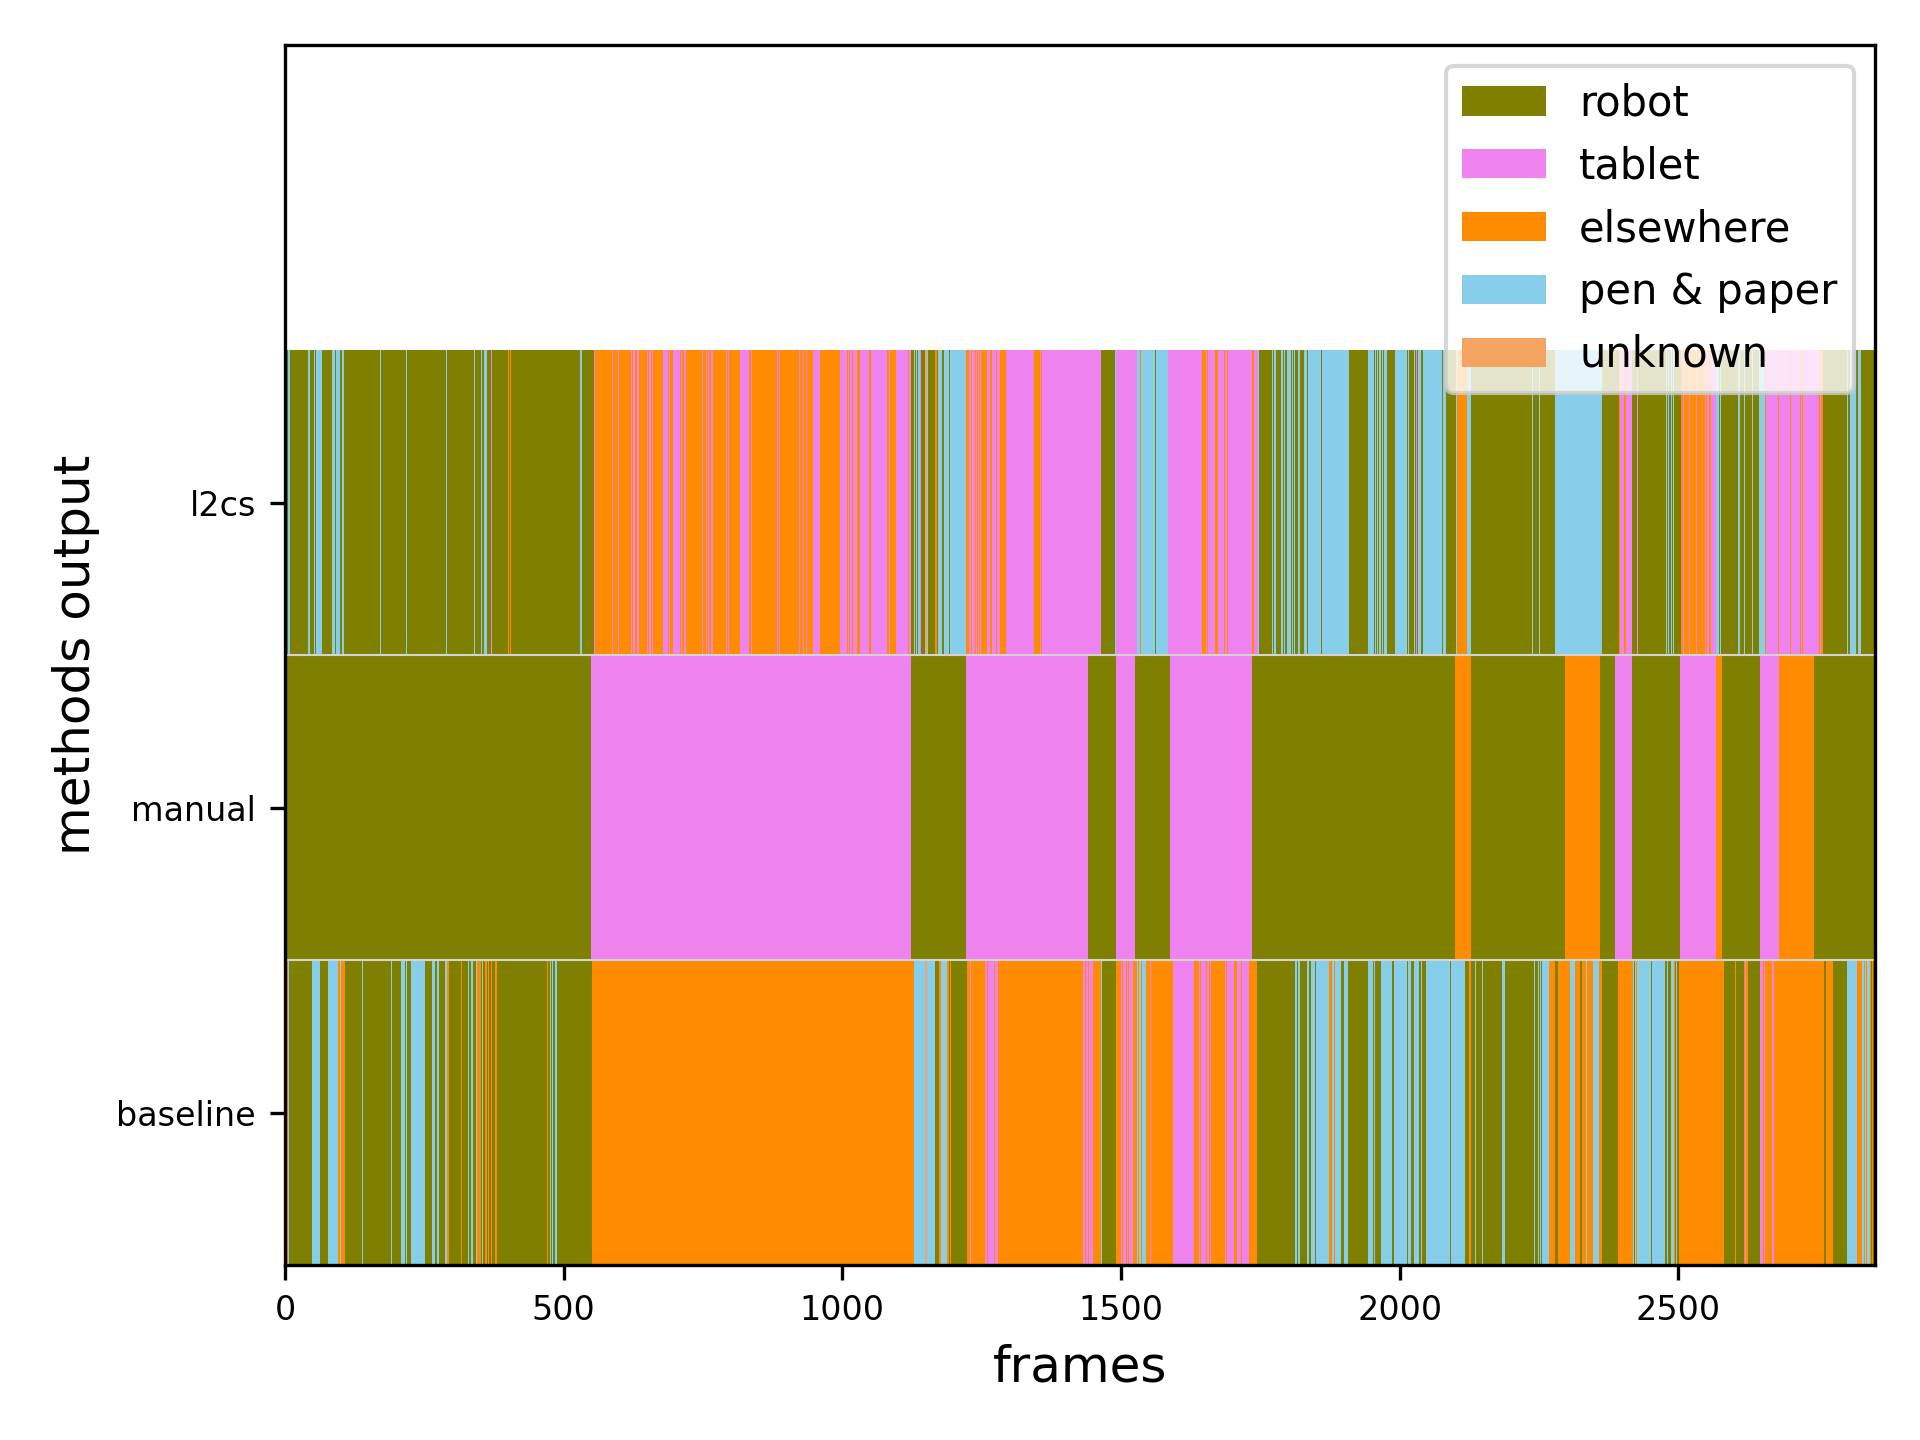 robot
tablet
elsewhere
pen & paper
unknown
methods output
l2cs
manual
baseline
0 500 1000 1500 2000 2500
frames